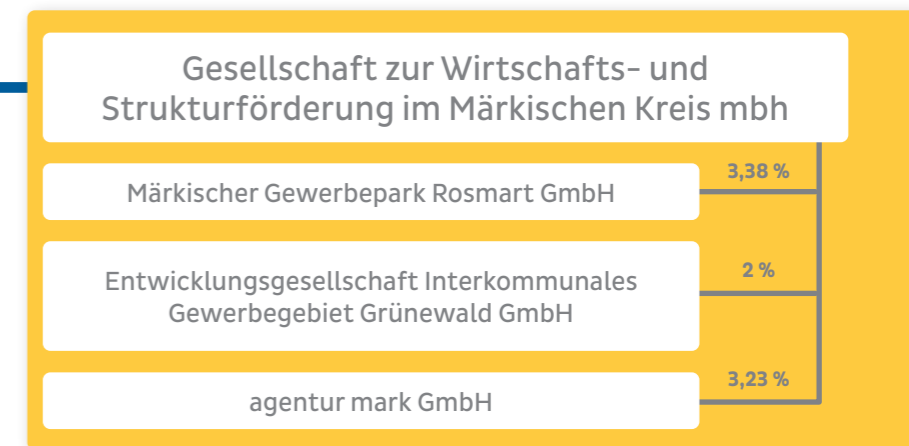 Gesellschaft zur Wirtschafts- und
Strukturförderung im Märkischen Kreis mbh
3,38 %
Märkischer Gewerbepark Rosmart GmbH
2 %
Entwicklungsgesellschaft Interkommunales
Gewerbegebiet Grünewald GmbH
3,23 %
agentur mark GmbH